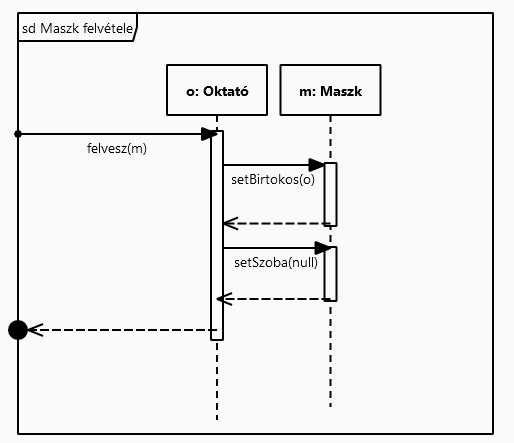 sd Maszk felvétele
o: Oktató
m: Maszk
felvesz(m)
setBirtokos(o)
setSzoba(null)